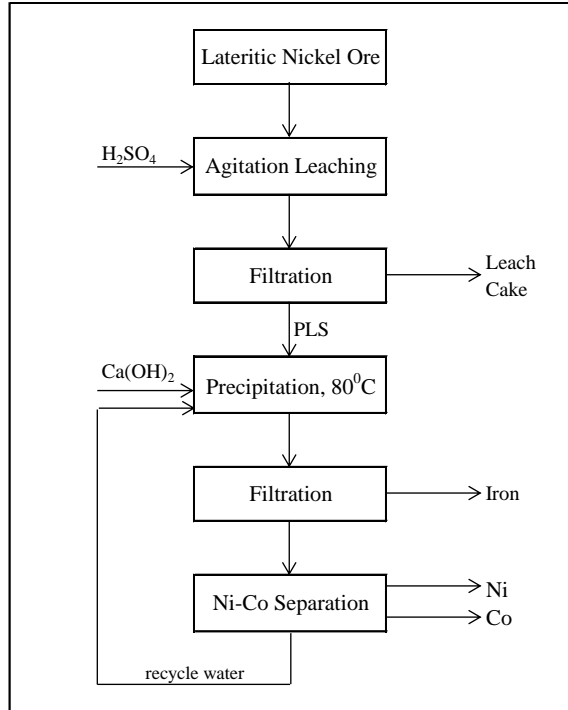 Lateritic Nickel Ore
H₂SO₄
Agitation Leaching
Filtration
Leach
Cake
PLS
Ca(OH)₂
Precipitation, 80⁰C
Filtration
Iron
Ni-Co Separation
Ni
Co
recycle water